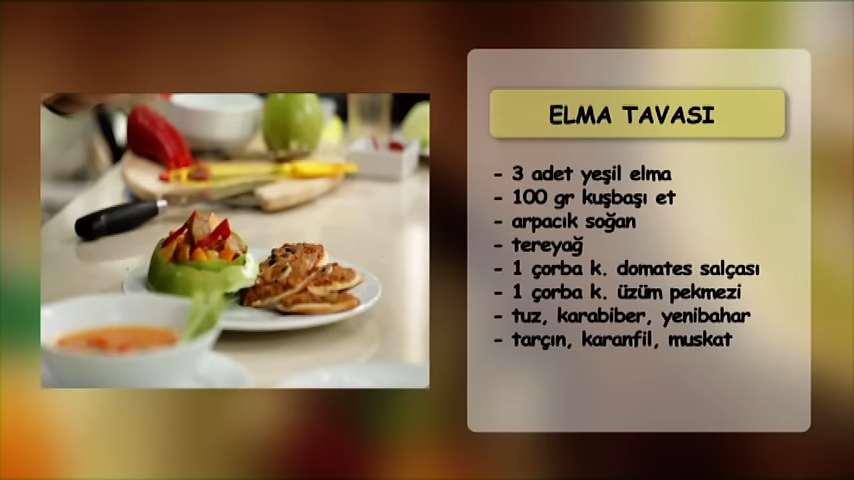 ELMA TAVASI
- 3 adet yeşil elma
- 100 gr kuşbaşı et
- arpacık soğan
- tereyağ
- 1 çorba k. domates salçası
- 1 çorba k. üzüm pekmezi
- tuz, karabiber, yenibahar
- tarçın, karanfil, muskat